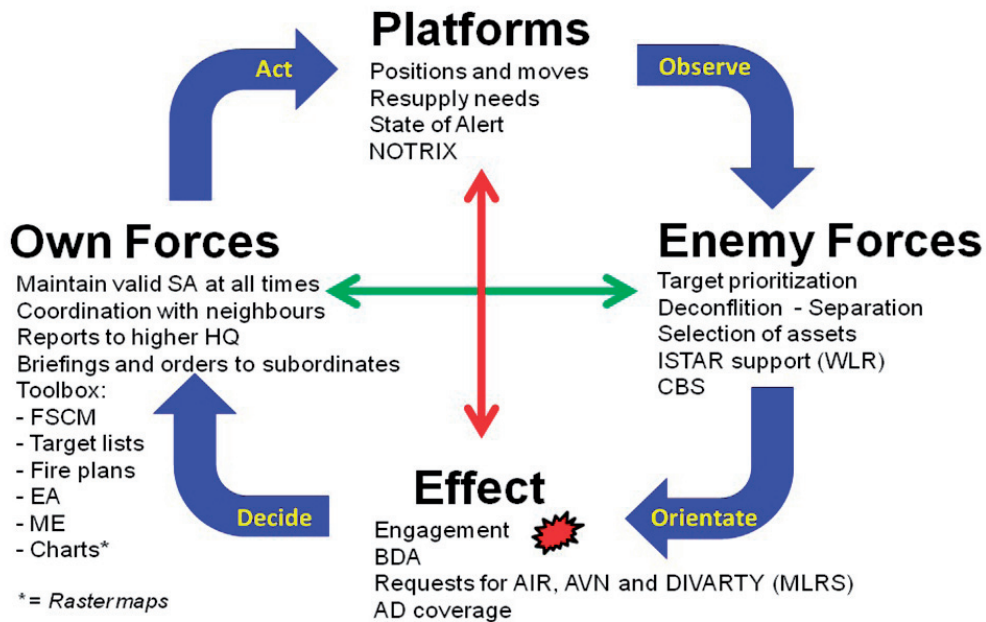 Platforms
Positions and moves
Resupply needs
State of Alert
NOTRIX
Act
Observe
Own Forces
Maintain valid SA at all times
Coordination with neighbours
Reports to higher HQ
Briefings and orders to subordinates
Toolbox:
- FSCM
- Target lists
- Fire plans
- EA
- ME
- Charts*
* = Raster maps
Enemy Forces
Target prioritization
Deconflition - Separation
Selection of assets
ISTAR support (WLR)
CBS
Decide
Orientate
Effect
Engagement
BDA
Requests for AIR, AVN and DIVARTY (MLRS)
AD coverage